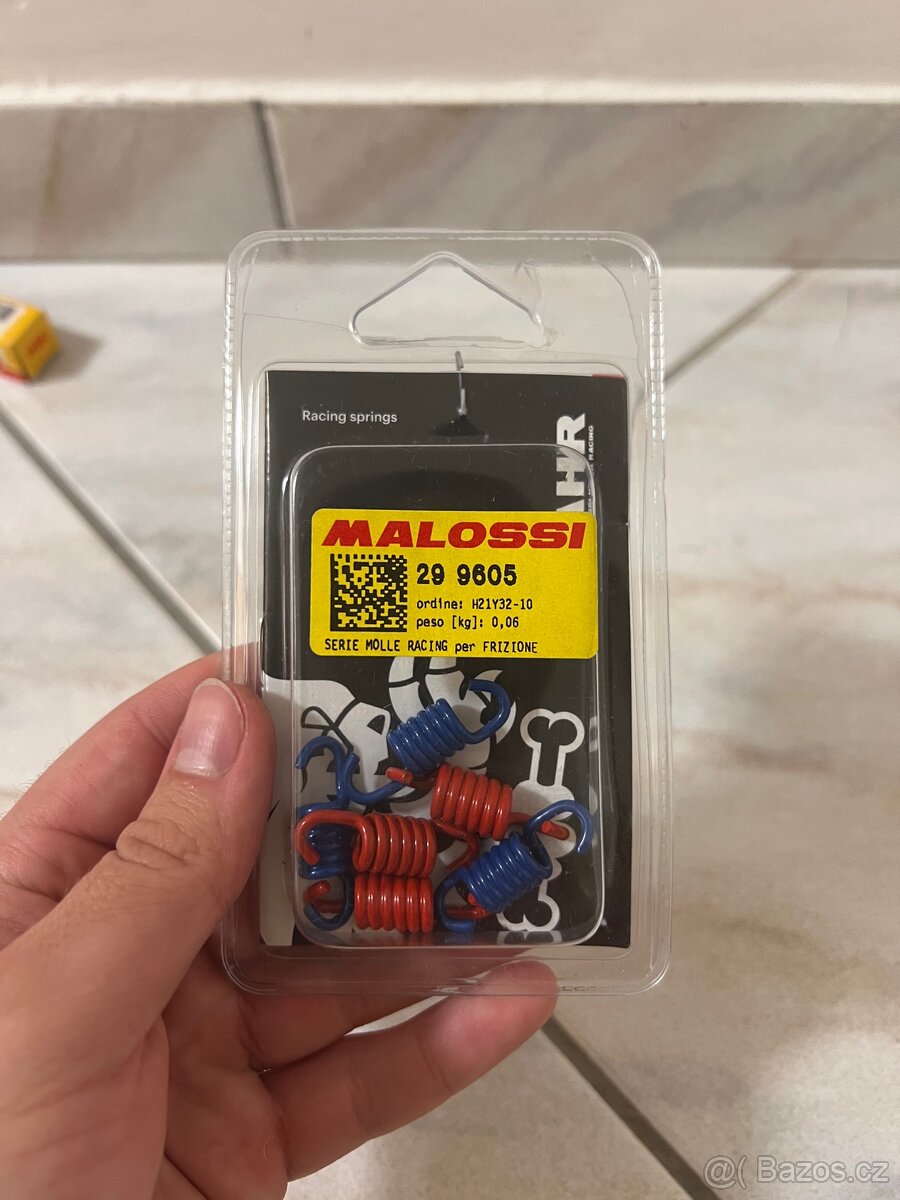 Racing springs
RACING
MALOSSI
29 9605
ordine: H21Y32-10
peso [kg]: 0,06
SERIE MOLLE RACING per FRIZIONE
@( Bazos.cz